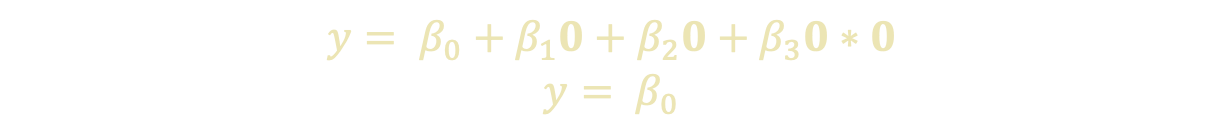 y = β₀ + β₁0 + β₂0 + β₃0 * 0
y = β₀